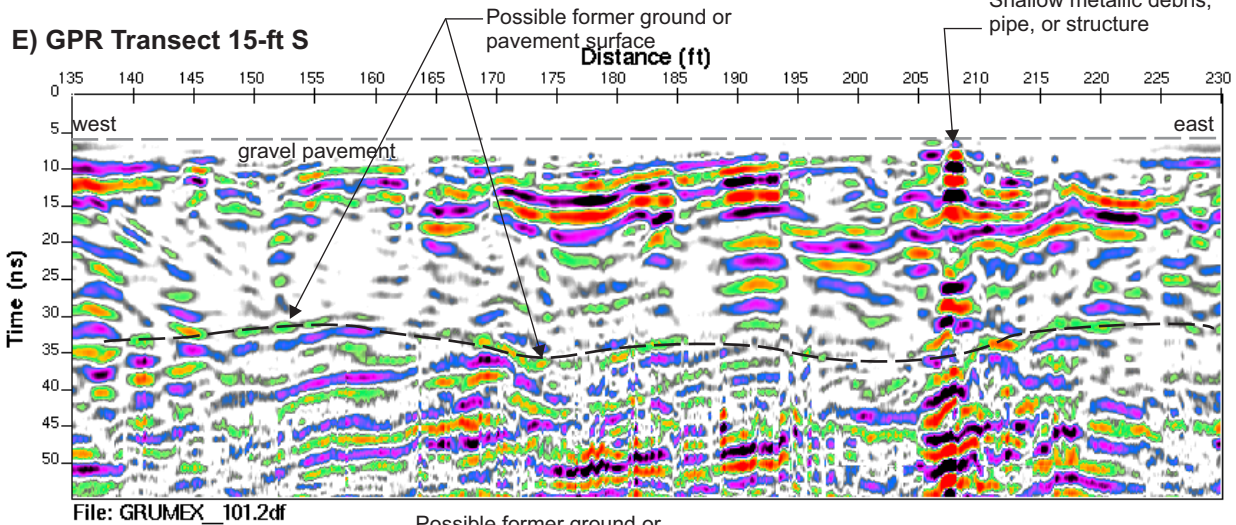 Shallow metallic debris,
pipe, or structure
Possible former ground or
pavement surface
E) GPR Transect 15-ft S
Distance (ft)
135 140 145 150 155 160 165 170 175 180 185 190 195 200 205 210 215 220 225 230
Time (ns)
0
5
10
15
20
25
30
35
40
45
50
west
east
gravel pavement
File: GRUMEX__101.2df
Possible former ground or